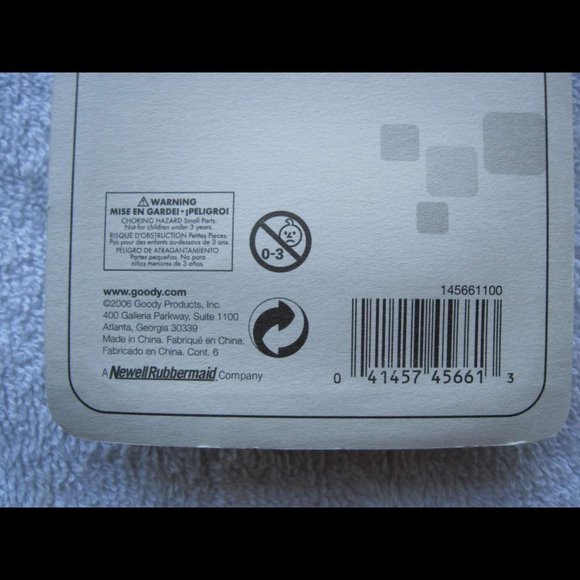 ⚠ WARNING
MISE EN GARDE! • ¡PELIGRO!
CHOKING HAZARD Small Parts.
Not for children under 3 years.
RISQUE D'OBSTRUCTION Petites Pieces.
Pas pour des enfants au-dessous de 3 ans.
PELIGRO DE ATRAGANTAMIENTO
Partes pequeñas, No para
niñas menores de 3 años.
0-3
www.goody.com
©2006 Goody Products, Inc.
400 Galleria Parkway, Suite 1100
Atlanta, Georgia 30339
Made in China. Fabriqué en Chine.
Fabricado en China. Cont. 6
A NewellRubbermaid Company
145661100
0 41457 45661 3